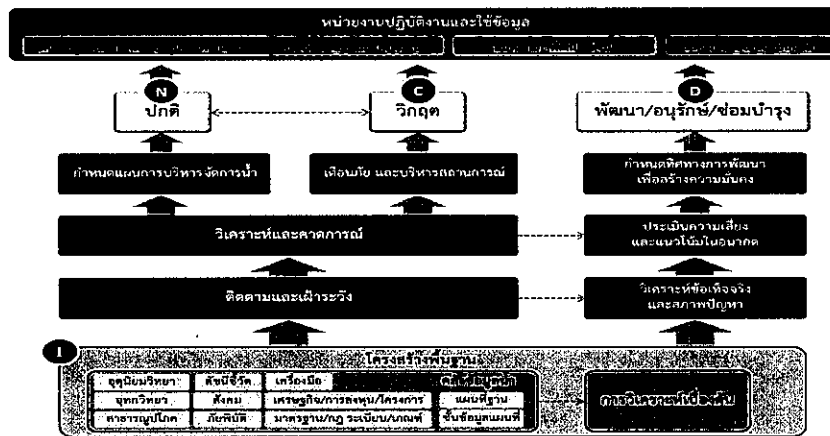 หน่วยงานปฏิบัติงานและใช้ข้อมูล
N C D
ปกติ วิกฤต พัฒนา/อนุรักษ์/ซ่อมบำรุง
กำหนดแผนการบริหารจัดการน้ำ เตือนภัย และบริหารสถานการณ์ กำหนดทิศทางการพัฒนา
เพื่อสร้างความมั่นคง
วิเคราะห์และคาดการณ์ ประเมินความเสี่ยง
และแนวโน้มในอนาคต
ติดตามและเฝ้าระวัง วิเคราะห์ข้อเท็จจริง
และสภาพปัญหา
I
โครงสร้างพื้นฐาน
อุตุนิยมวิทยา ดัชนีชี้วัด เครื่องมือ
อุทกวิทยา สังคม เศรษฐกิจ/การลงทุน/โครงการ แผนที่ฐาน
สาธารณูปโภค ภัยพิบัติ มาตรฐาน/กฎ ระเบียบ/เกณฑ์ ชั้นข้อมูลแผนที่
การวิเคราะห์เบื้องต้น